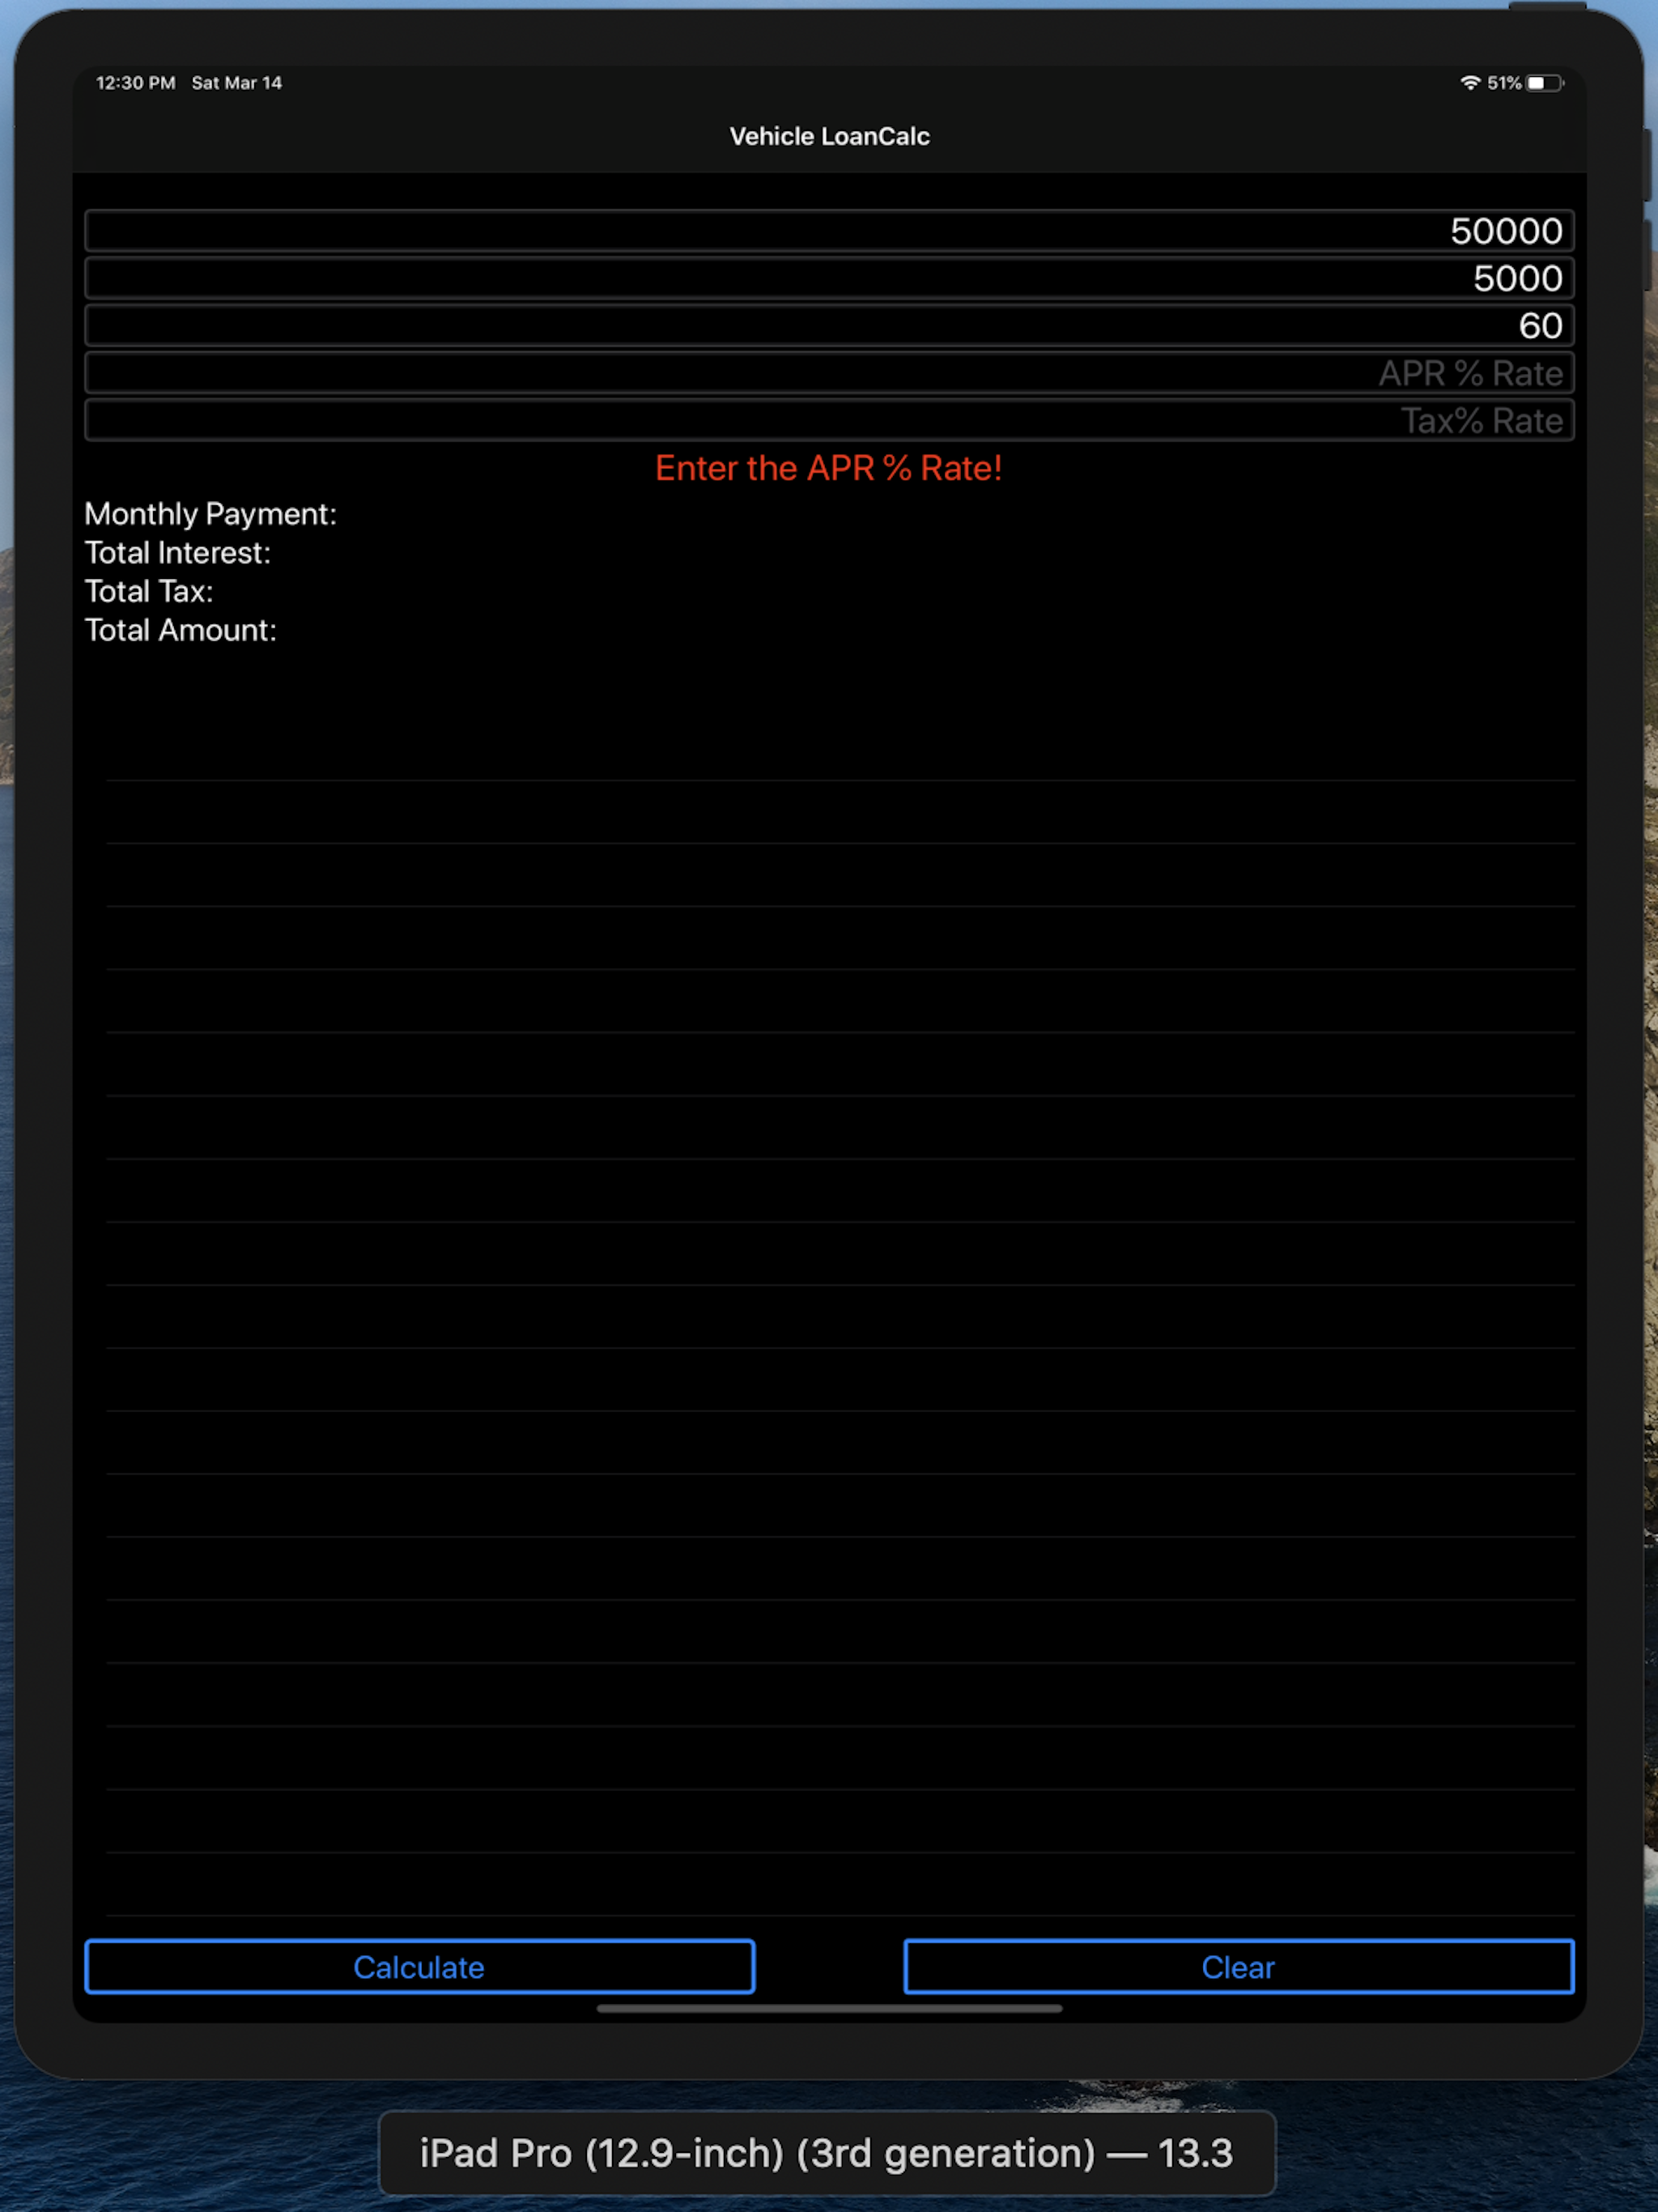 12:30 PM Sat Mar 14 51%
Vehicle LoanCalc
50000
5000
60
APR % Rate
Tax% Rate
Enter the APR % Rate!
Monthly Payment:
Total Interest:
Total Tax:
Total Amount:
Calculate Clear
iPad Pro (12.9-inch) (3rd generation) — 13.3